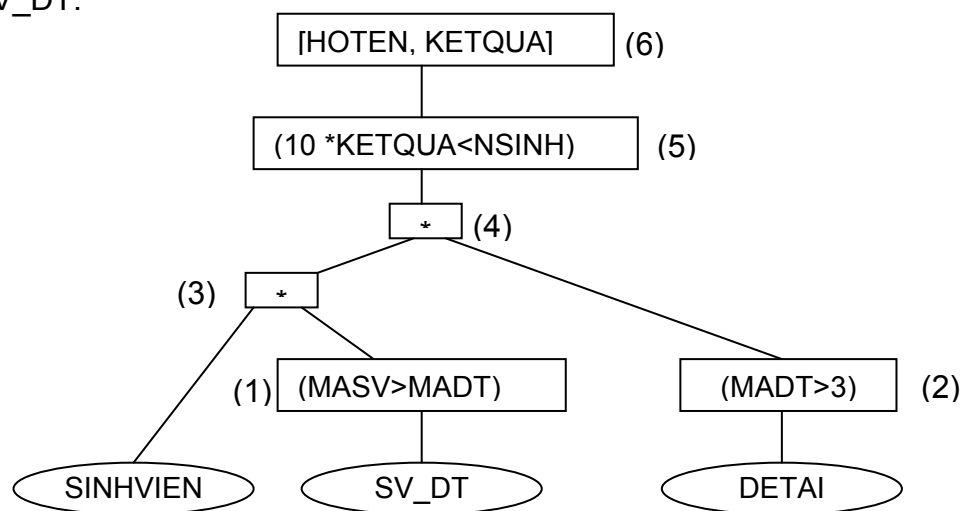 V_DT.
[HOTEN, KETQUA] (6)
(10 *KETQUA<NSINH) (5)
* (4)
(3) *
(1) (MASV>MADT) (MADT>3) (2)
SINHVIEN SV_DT DETAI